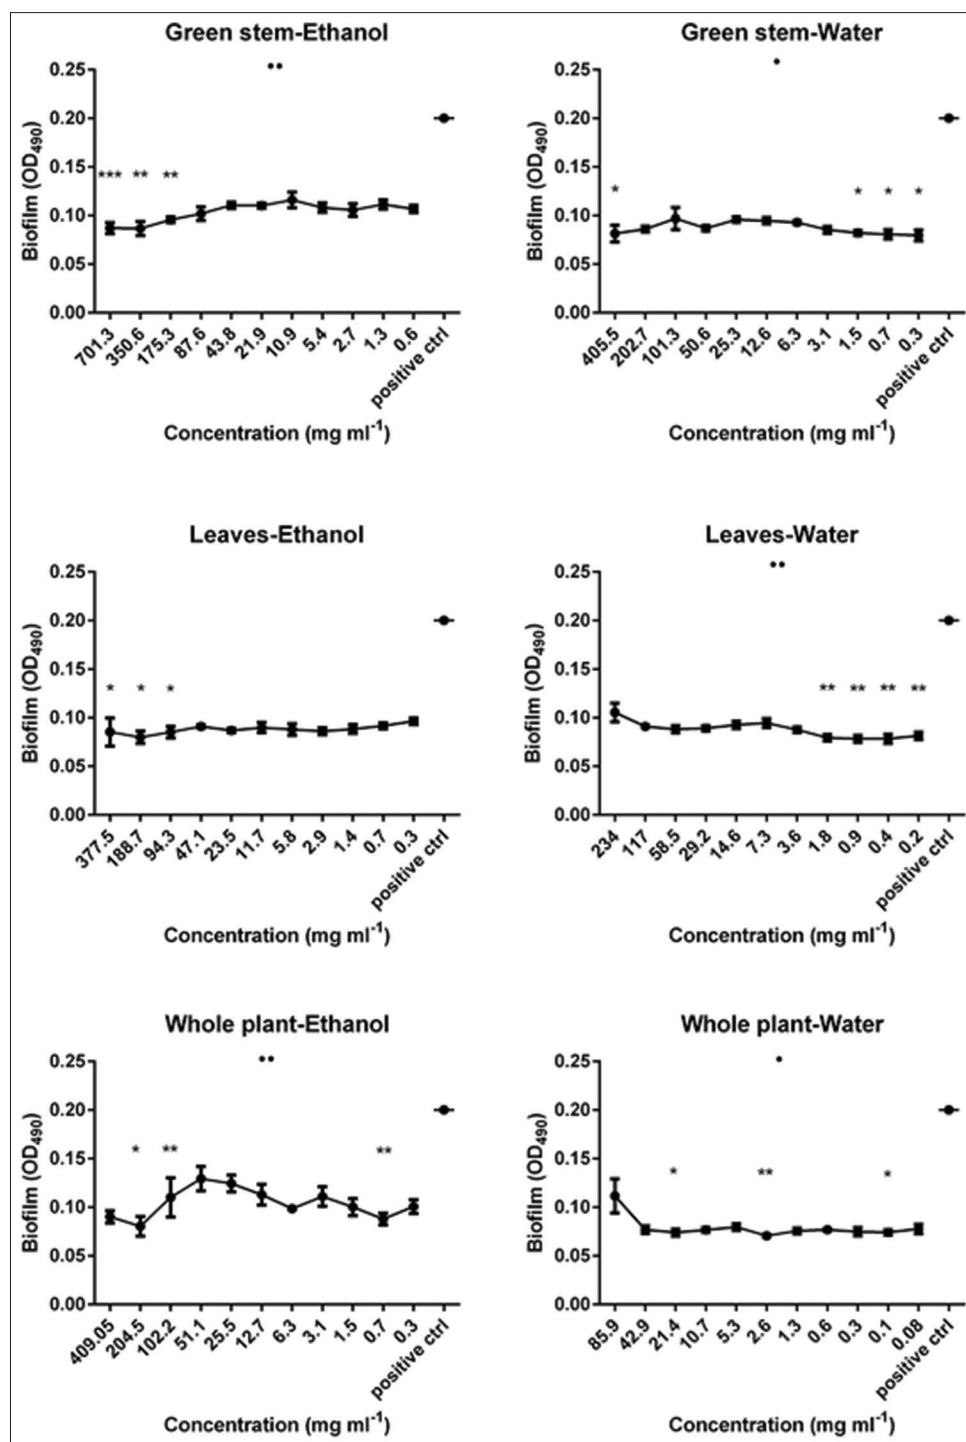 Green stem-Ethanol
Biofilm (OD490)
0.25
••
0.20
0.15
*** ** **
0.10
0.05
0.00
701.3 350.6 175.3 87.6 43.8 21.9 10.9 5.4 2.7 1.3 0.6 positive ctrl
Concentration (mg ml-1)
Green stem-Water
Biofilm (OD490)
0.25
•
0.20
0.15
* * * *
0.10
0.05
0.00
405.5 202.7 101.3 50.6 25.3 12.6 6.3 3.1 1.5 0.7 0.3 positive ctrl
Concentration (mg ml-1)
Leaves-Ethanol
Biofilm (OD490)
0.25
0.20
0.15
* * *
0.10
0.05
0.00
377.5 188.7 94.3 47.1 23.5 11.7 5.8 2.9 1.4 0.7 0.3 positive ctrl
Concentration (mg ml-1)
Leaves-Water
Biofilm (OD490)
0.25
••
0.20
0.15
** ** ** **
0.10
0.05
0.00
234 117 58.5 29.2 14.6 7.3 3.6 1.8 0.9 0.4 0.2 positive ctrl
Concentration (mg ml-1)
Whole plant-Ethanol
Biofilm (OD490)
0.25
••
0.20
0.15
* ** **
0.10
0.05
0.00
409.05 204.5 102.2 51.1 25.5 12.7 6.3 3.1 1.5 0.7 0.3 positive ctrl
Concentration (mg ml-1)
Whole plant-Water
Biofilm (OD490)
0.25
•
0.20
0.15
* ** *
0.10
0.05
0.00
85.9 42.9 21.4 10.7 5.3 2.6 1.3 0.6 0.3 0.1 0.08 positive ctrl
Concentration (mg ml-1)